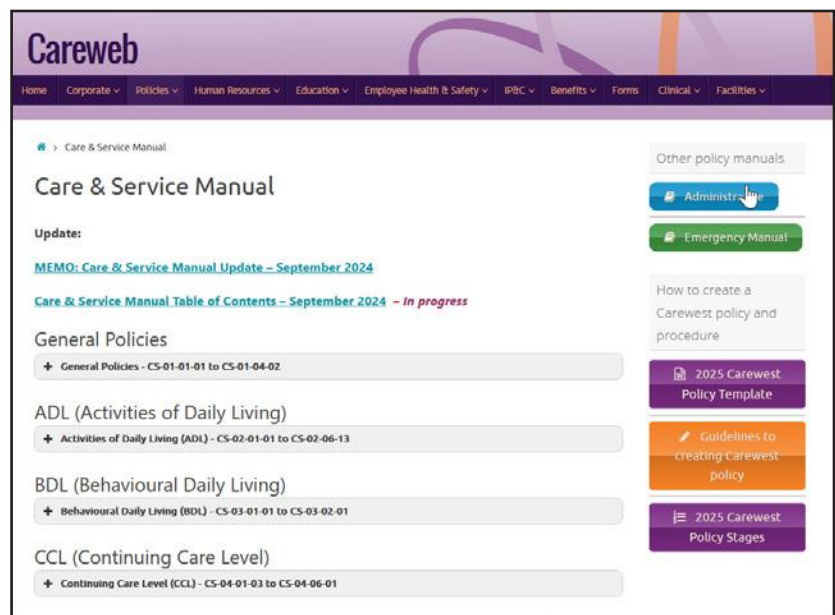 Careweb
Home Corporate Policies Human Resources Education Employee Health & Safety IP&C Benefits Forms Clinical Facilities
> Care & Service Manual
Care & Service Manual
Update:
MEMO: Care & Service Manual Update – September 2024
Care & Service Manual Table of Contents – September 2024 – In progress
General Policies
+ General Policies - CS-01-01-01 to CS-01-04-02
ADL (Activities of Daily Living)
+ Activities of Daily Living (ADL) - CS-02-01-01 to CS-02-06-13
BDL (Behavioural Daily Living)
+ Behavioural Daily Living (BDL) - CS-03-01-01 to CS-03-02-01
CCL (Continuing Care Level)
+ Continuing Care Level (CCL) - CS-04-01-03 to CS-04-06-01
Other policy manuals
Emergency Manual
How to create a
Carewest policy and
procedure
2025 Carewest
Policy Template
Guidelines to
creating Carewest
policy
2025 Carewest
Policy Stages